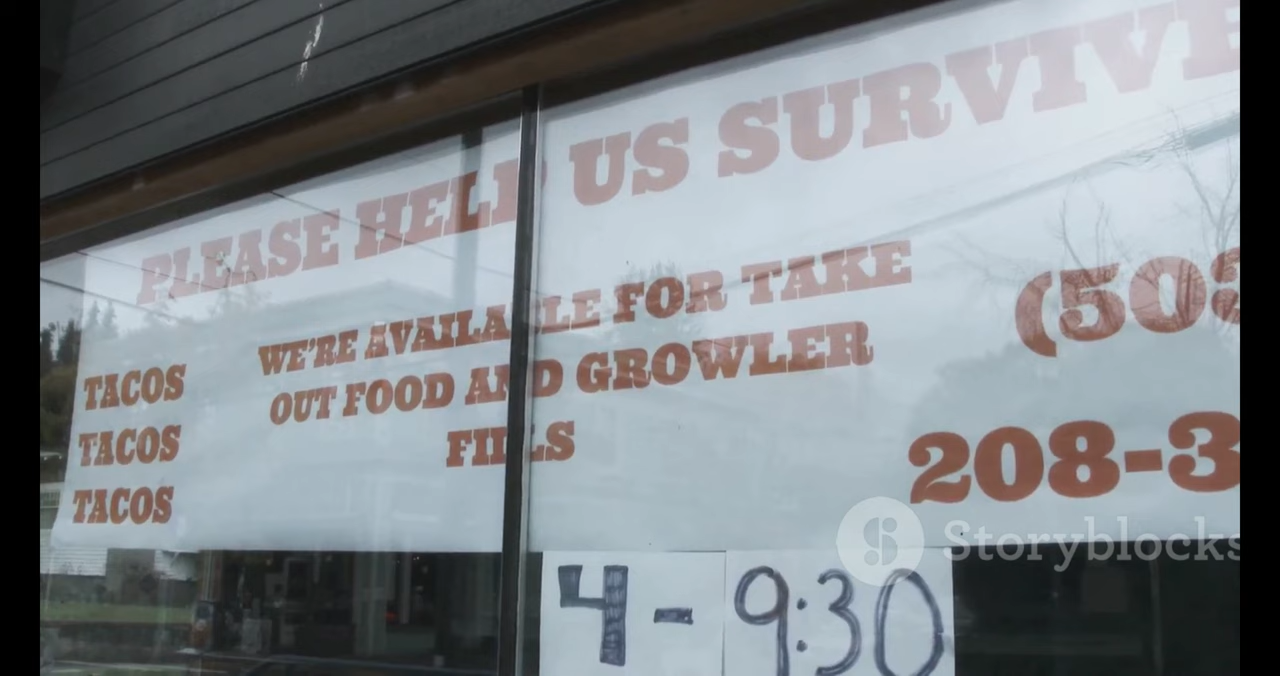 PLEASE HELP US SURVIVE
WE'RE AVAILABLE FOR TAKE
OUT FOOD AND GROWLER
FILLS
TACOS
TACOS
TACOS
(503
208-3
4 - 9:30
Storyblocks